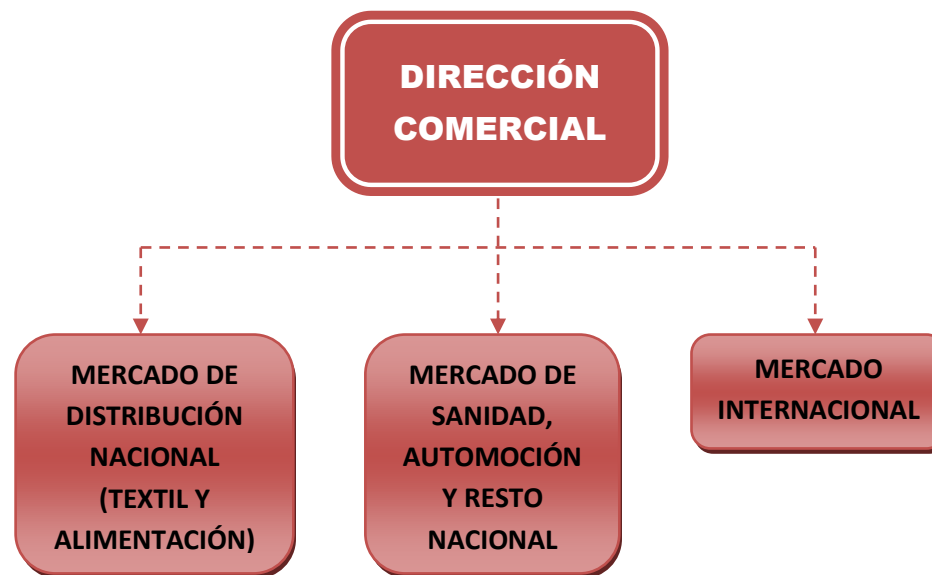 DIRECCIÓN
COMERCIAL
MERCADO DE
DISTRIBUCIÓN
NACIONAL
(TEXTIL Y
ALIMENTACIÓN)
MERCADO DE
SANIDAD,
AUTOMOCIÓN
Y RESTO
NACIONAL
MERCADO
INTERNACIONAL